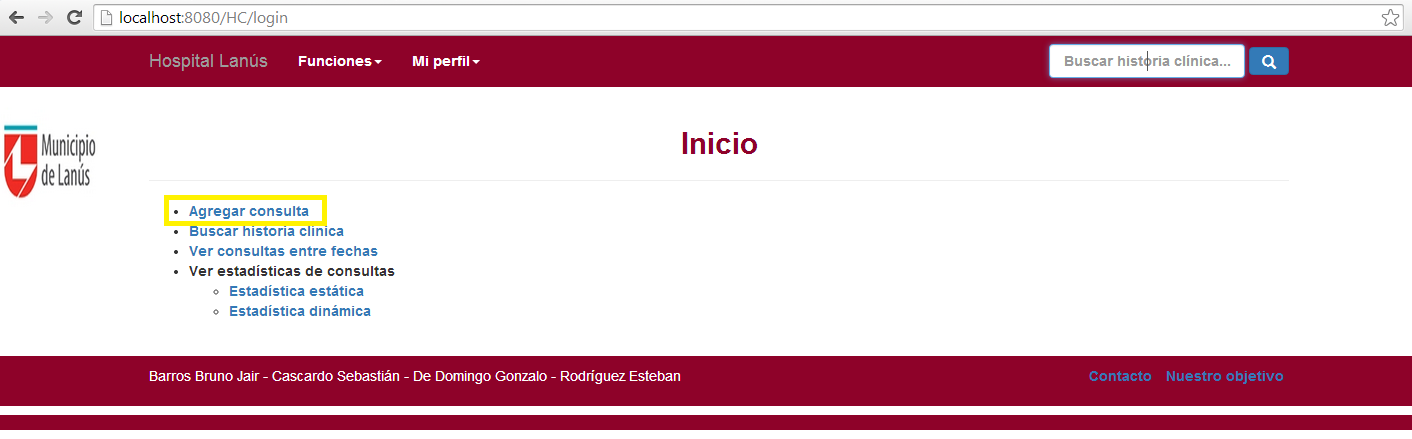 localhost:8080/HC/login
Hospital Lanús Funciones Mi perfil Buscar historia clínica...
Municipio
de Lanús
Inicio
Agregar consulta
Buscar historia clínica
Ver consultas entre fechas
Ver estadísticas de consultas
Estadística estática
Estadística dinámica
Barros Bruno Jair - Cascardo Sebastián - De Domingo Gonzalo - Rodríguez Esteban Contacto Nuestro objetivo